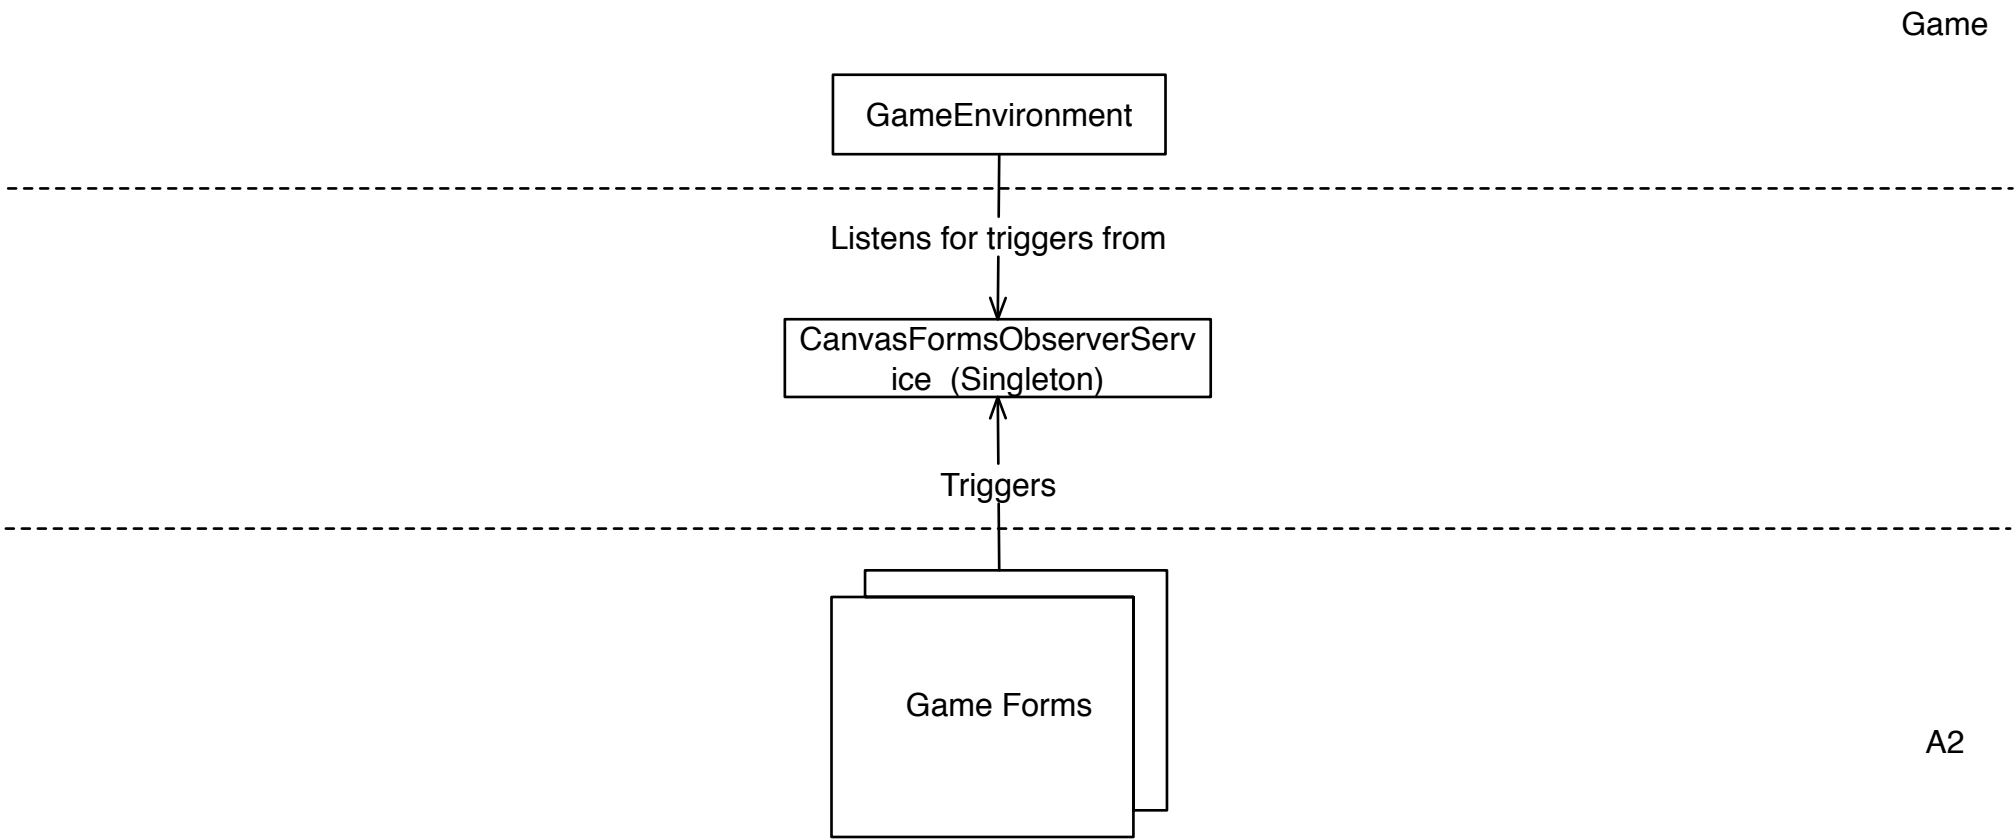 Game
GameEnvironment
Listens for triggers from
CanvasFormsObserverServ
ice  (Singleton)
Triggers
Game Forms
A2